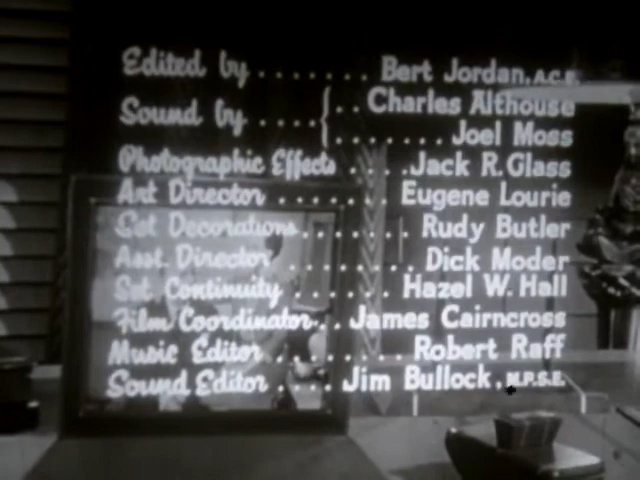 Edited by ....... Bert Jordan, A.C.E.
Sound by ....{ .. Charles Althouse
....... Joel Moss
Photographic Effects ....Jack R. Glass
Art Director ...... Eugene Lourie
Set Decorations....... Rudy Butler
Asst. Director ........ Dick Moder
Set Continuity ...... Hazel W. Hall
Film Coordinator.. James Cairncross
Music Editor ........ Robert Raff
Sound Editor .... Jim Bullock, M.P.S.E.